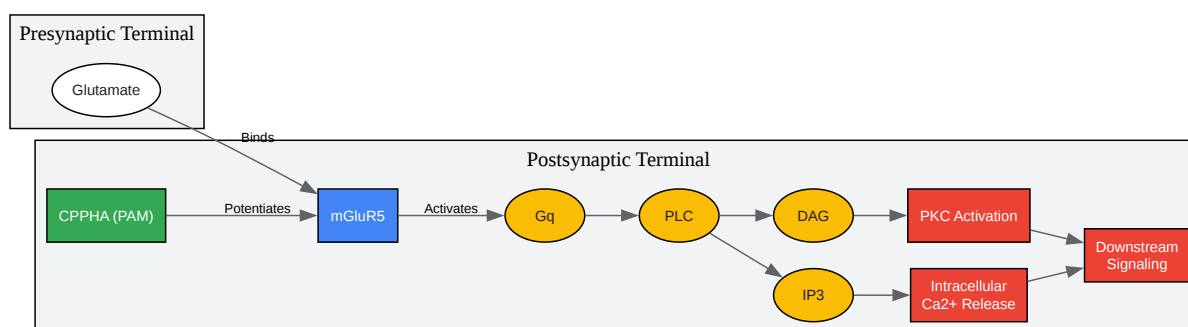 Presynaptic Terminal
Glutamate
Binds
Postsynaptic Terminal
CPPHA (PAM)
Potentiates
mGluR5
Activates
Gq
PLC
DAG
PKC Activation
Downstream
Signaling
IP3
Intracellular
Ca2+ Release